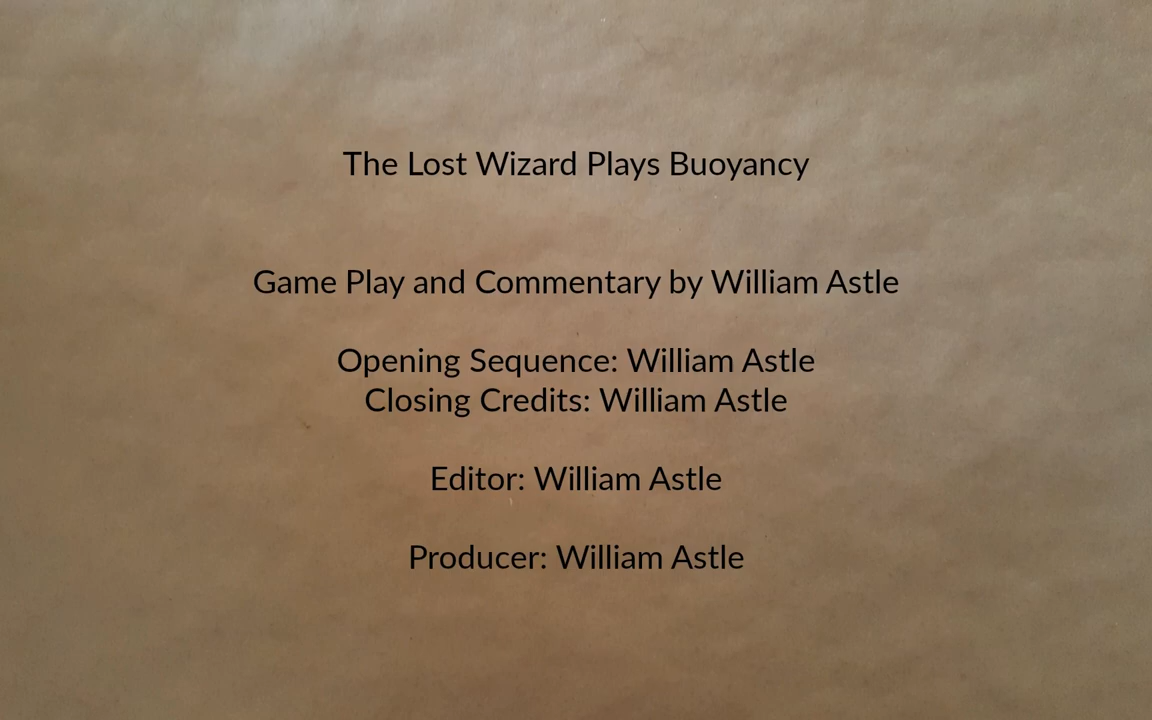 The Lost Wizard Plays Buoyancy
Game Play and Commentary by William Astle
Opening Sequence: William Astle
Closing Credits: William Astle
Editor: William Astle
Producer: William Astle